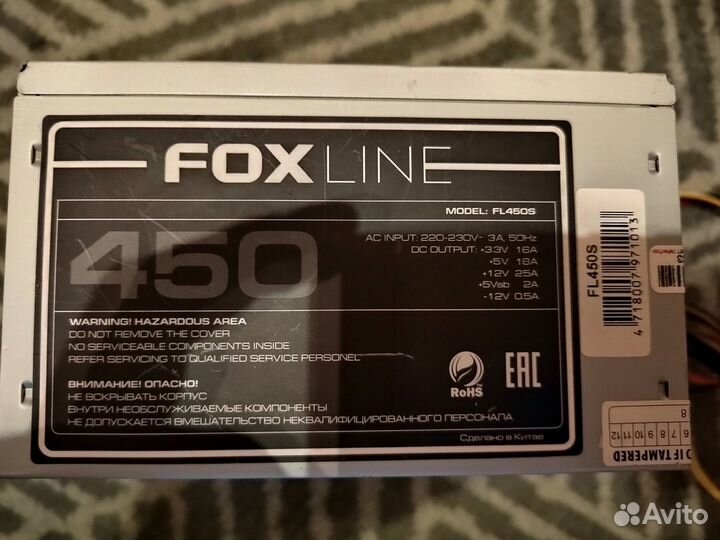 FOX LINE
MODEL: FL450S
450
AC INPUT: 220-230V~ 3A, 50Hz
DC OUTPUT: +3.3V 16A
+5V 18A
+12V 25A
+5Vsb 2A
-12V 0.5A
WARNING! HAZARDOUS AREA
DO NOT REMOVE THE COVER
NO SERVICEABLE COMPONENTS INSIDE
REFER SERVICING TO QUALIFIED SERVICE PERSONEL
ВНИМАНИЕ! ОПАСНО!
НЕ ВСКРЫВАТЬ КОРПУС
ВНУТРИ НЕОБСЛУЖИВАЕМЫЕ КОМПОНЕНТЫ
НЕ ДОПУСКАЕТСЯ ВМЕШАТЕЛЬСТВО НЕКВАЛИФИЦИРОВАННОГО ПЕРСОНАЛА
RoHS
EAC
Сделано в Китае
FL450S
4718007971013
8
6 7 8 9 10 11 12
D IF TAMPERED
Avito